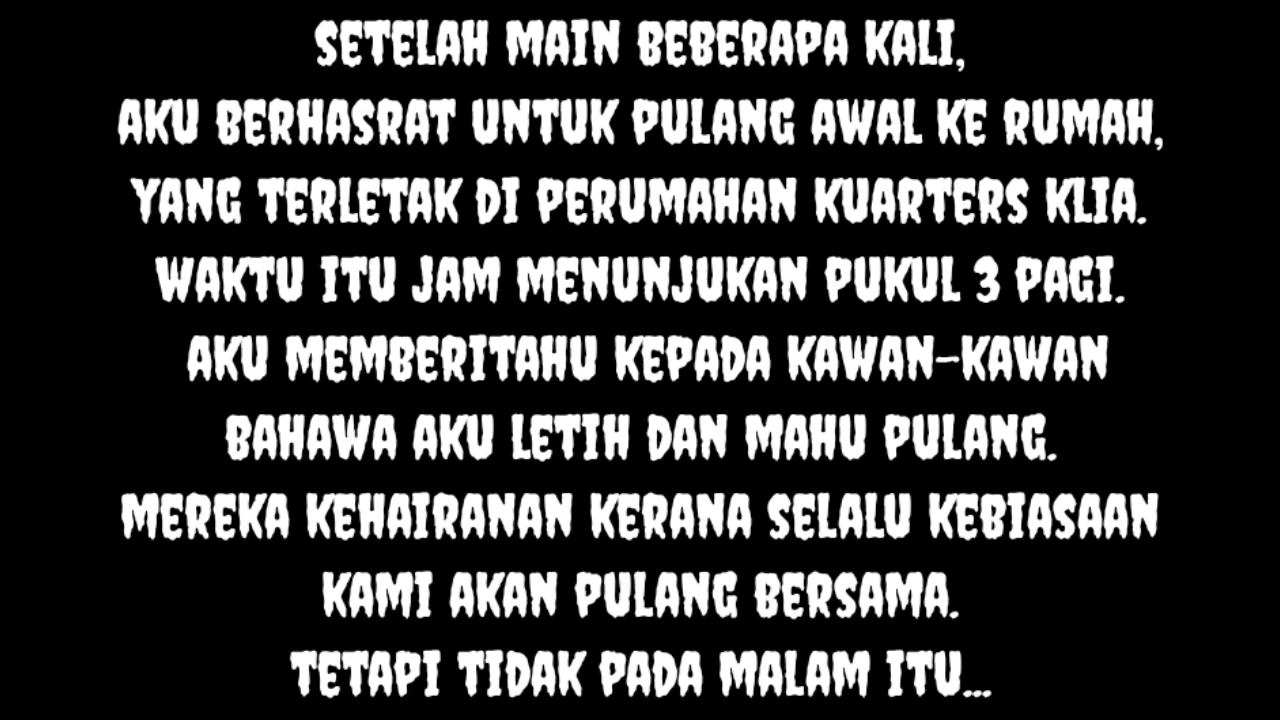 SETELAH MAIN BEBERAPA KALI,
AKU BERHASRAT UNTUK PULANG AWAL KE RUMAH,
YANG TERLETAK DI PERUMAHAN KUARTERS KLIA.
WAKTU ITU JAM MENUNJUKAN PUKUL 3 PAGI.
AKU MEMBERITAHU KEPADA KAWAN-KAWAN
BAHAWA AKU LETIH DAN MAHU PULANG.
MEREKA KEHAIRANAN KERANA SELALU KEBIASAAN
KAMI AKAN PULANG BERSAMA.
TETAPI TIDAK PADA MALAM ITU...